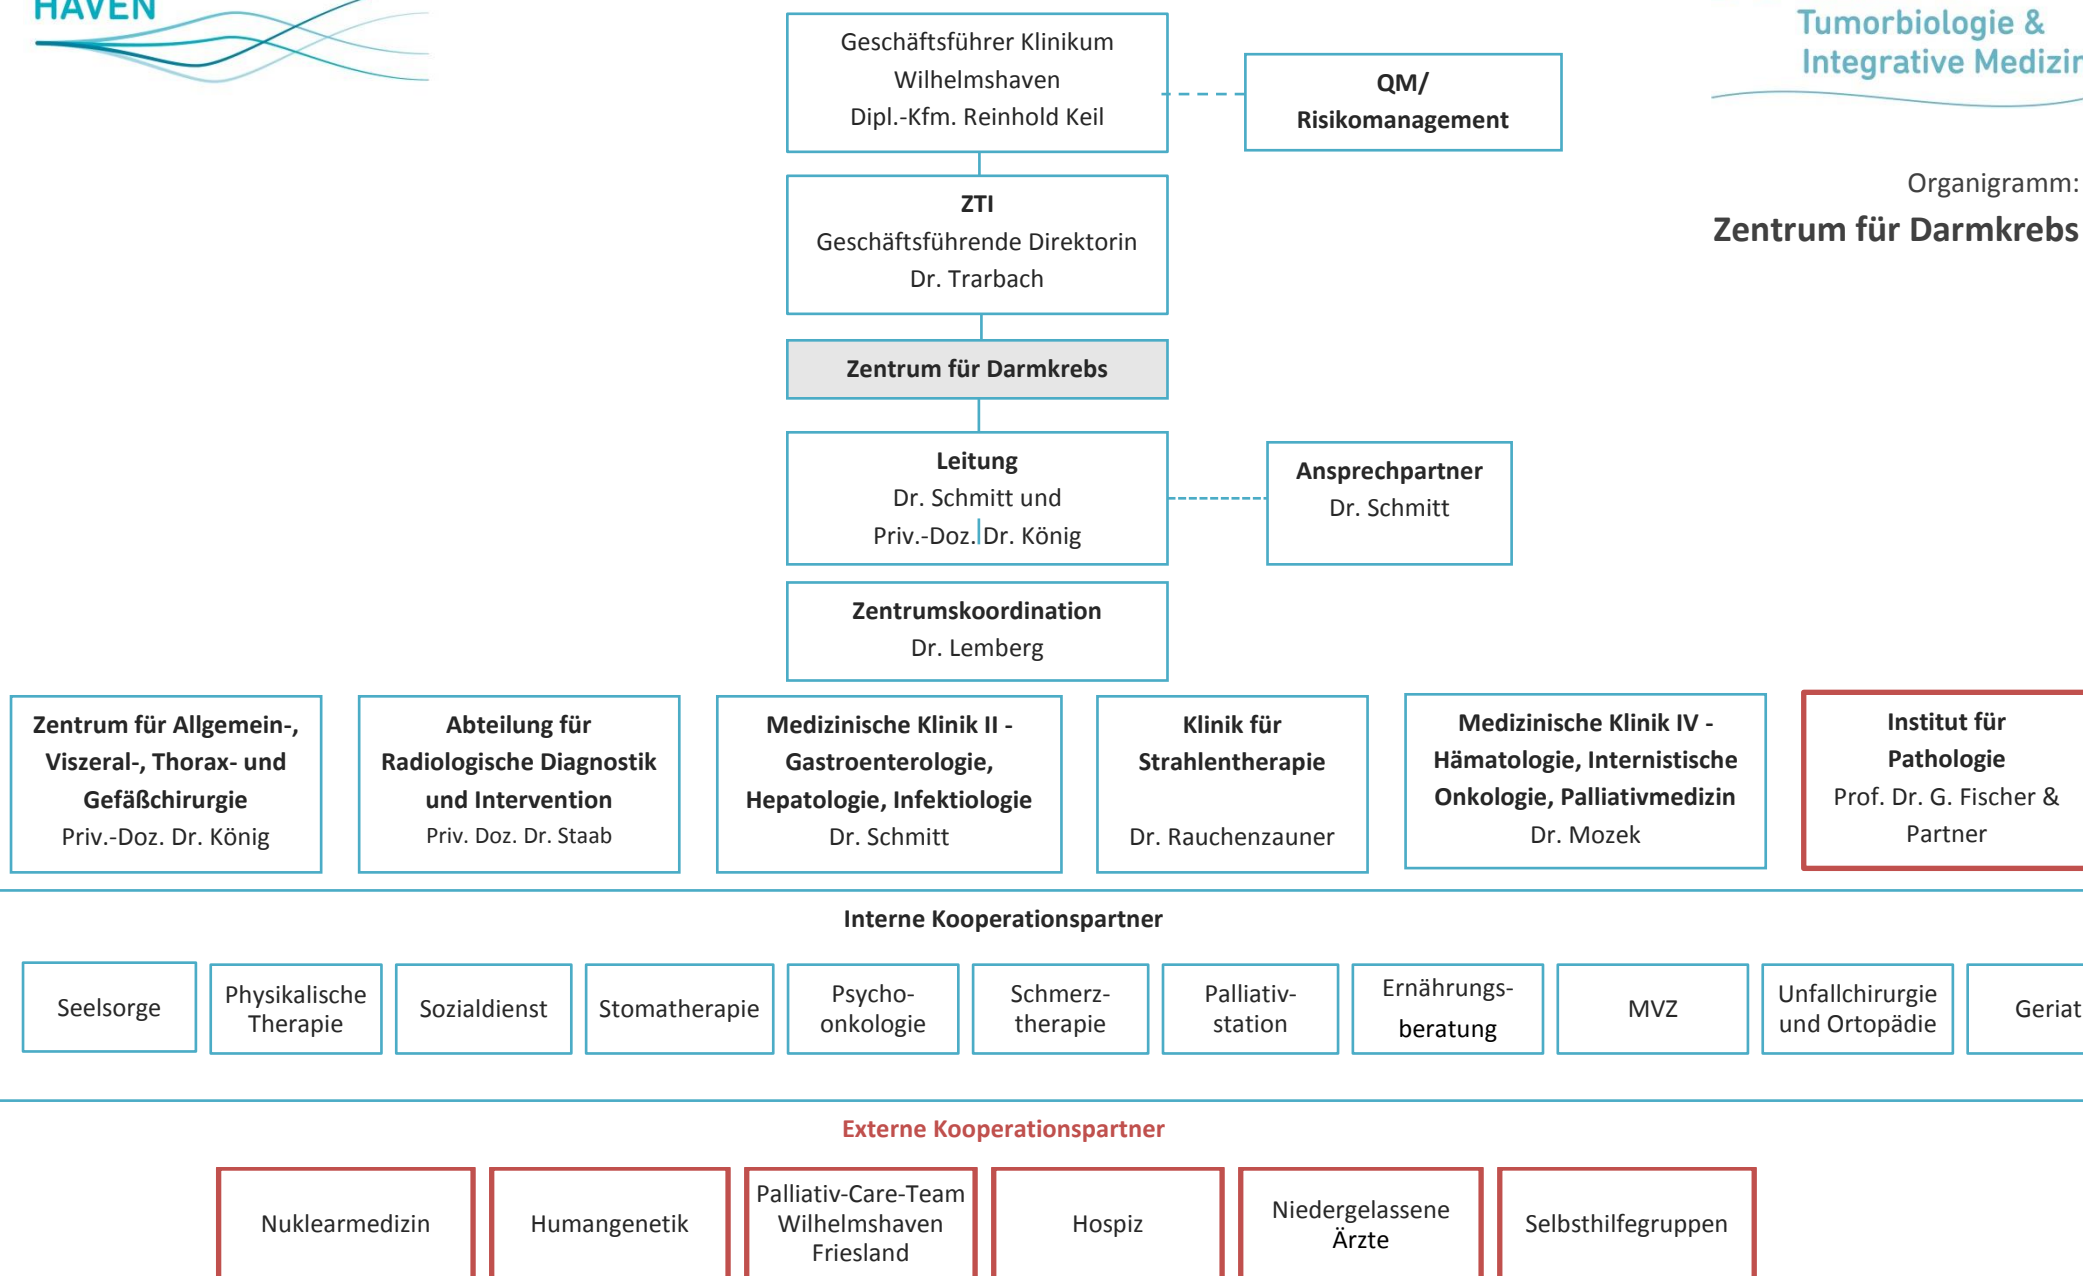 HAVEN
Tumorbiologie &
Integrative Medizin
Organigramm:
Zentrum für Darmkrebs
Geschäftsführer Klinikum
Wilhelmshaven
Dipl.-Kfm. Reinhold Keil
QM/
Risikomanagement
ZTI
Geschäftsführende Direktorin
Dr. Trarbach
Zentrum für Darmkrebs
Leitung
Dr. Schmitt und
Priv.-Doz. Dr. König
Ansprechpartner
Dr. Schmitt
Zentrumskoordination
Dr. Lemberg
Zentrum für Allgemein-,
Viszeral-, Thorax- und
Gefäßchirurgie
Priv.-Doz. Dr. König
Abteilung für
Radiologische Diagnostik
und Intervention
Priv. Doz. Dr. Staab
Medizinische Klinik II -
Gastroenterologie,
Hepatologie, Infektiologie
Dr. Schmitt
Klinik für
Strahlentherapie
Dr. Rauchenzauner
Medizinische Klinik IV -
Hämatologie, Internistische
Onkologie, Palliativmedizin
Dr. Mozek
Institut für
Pathologie
Prof. Dr. G. Fischer &
Partner
Interne Kooperationspartner
Seelsorge
Physikalische
Therapie
Sozialdienst
Stomatherapie
Psycho-
onkologie
Schmerz-
therapie
Palliativ-
station
Ernährungs-
beratung
MVZ
Unfallchirurgie
und Ortopädie
Geriat
Externe Kooperationspartner
Nuklearmedizin
Humangenetik
Palliativ-Care-Team
Wilhelmshaven
Friesland
Hospiz
Niedergelassene
Ärzte
Selbsthilfegruppen